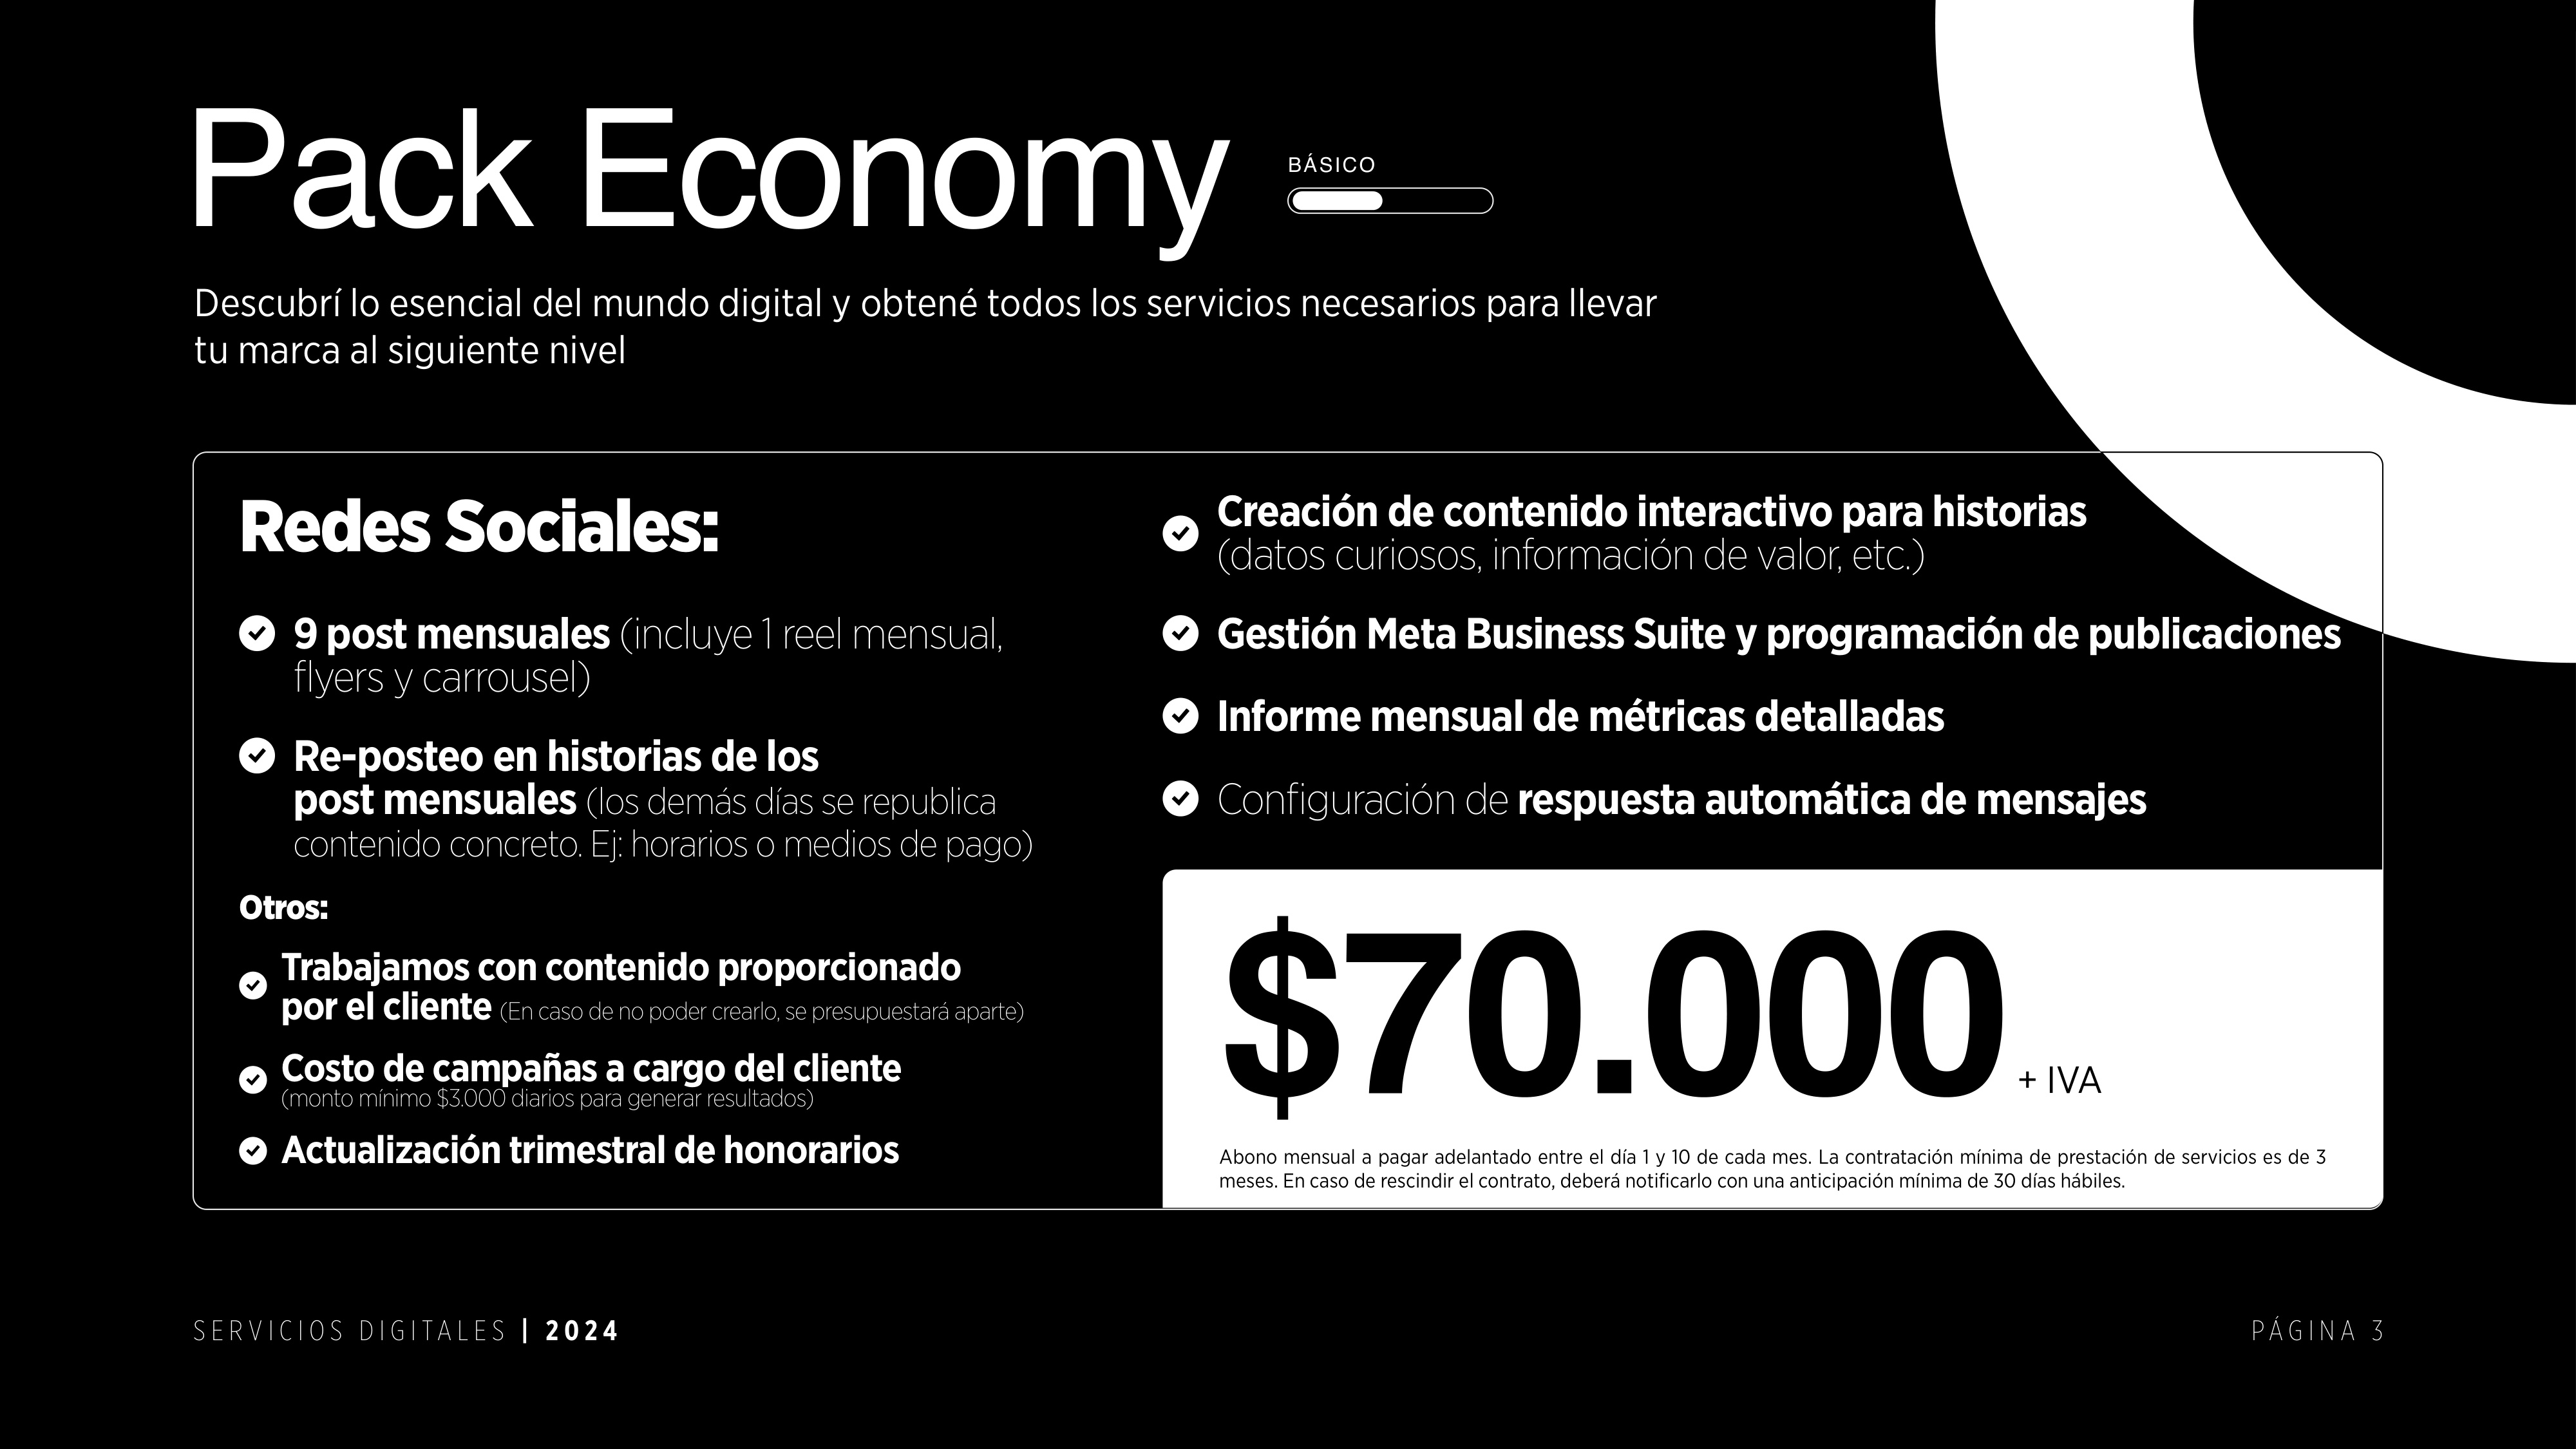 Pack Economy
BÁSICO
Descubrí lo esencial del mundo digital y obtené todos los servicios necesarios para llevar
tu marca al siguiente nivel
Redes Sociales:
9 post mensuales (incluye 1 reel mensual,
flyers y carrousel)
Re-posteo en historias de los
post mensuales (los demás días se republica
contenido concreto. Ej: horarios o medios de pago)
Otros:
Trabajamos con contenido proporcionado
por el cliente (En caso de no poder crearlo, se presupuestará aparte)
Costo de campañas a cargo del cliente
(monto mínimo $3.000 diarios para generar resultados)
Actualización trimestral de honorarios
Creación de contenido interactivo para historias
(datos curiosos, información de valor, etc.)
Gestión Meta Business Suite y programación de publicaciones
Informe mensual de métricas detalladas
Configuración de respuesta automática de mensajes
$70.000 + IVA
Abono mensual a pagar adelantado entre el día 1 y 10 de cada mes. La contratación mínima de prestación de servicios es de 3
meses. En caso de rescindir el contrato, deberá notificarlo con una anticipación mínima de 30 días hábiles.
SERVICIOS DIGITALES | 2024
PÁGINA 3